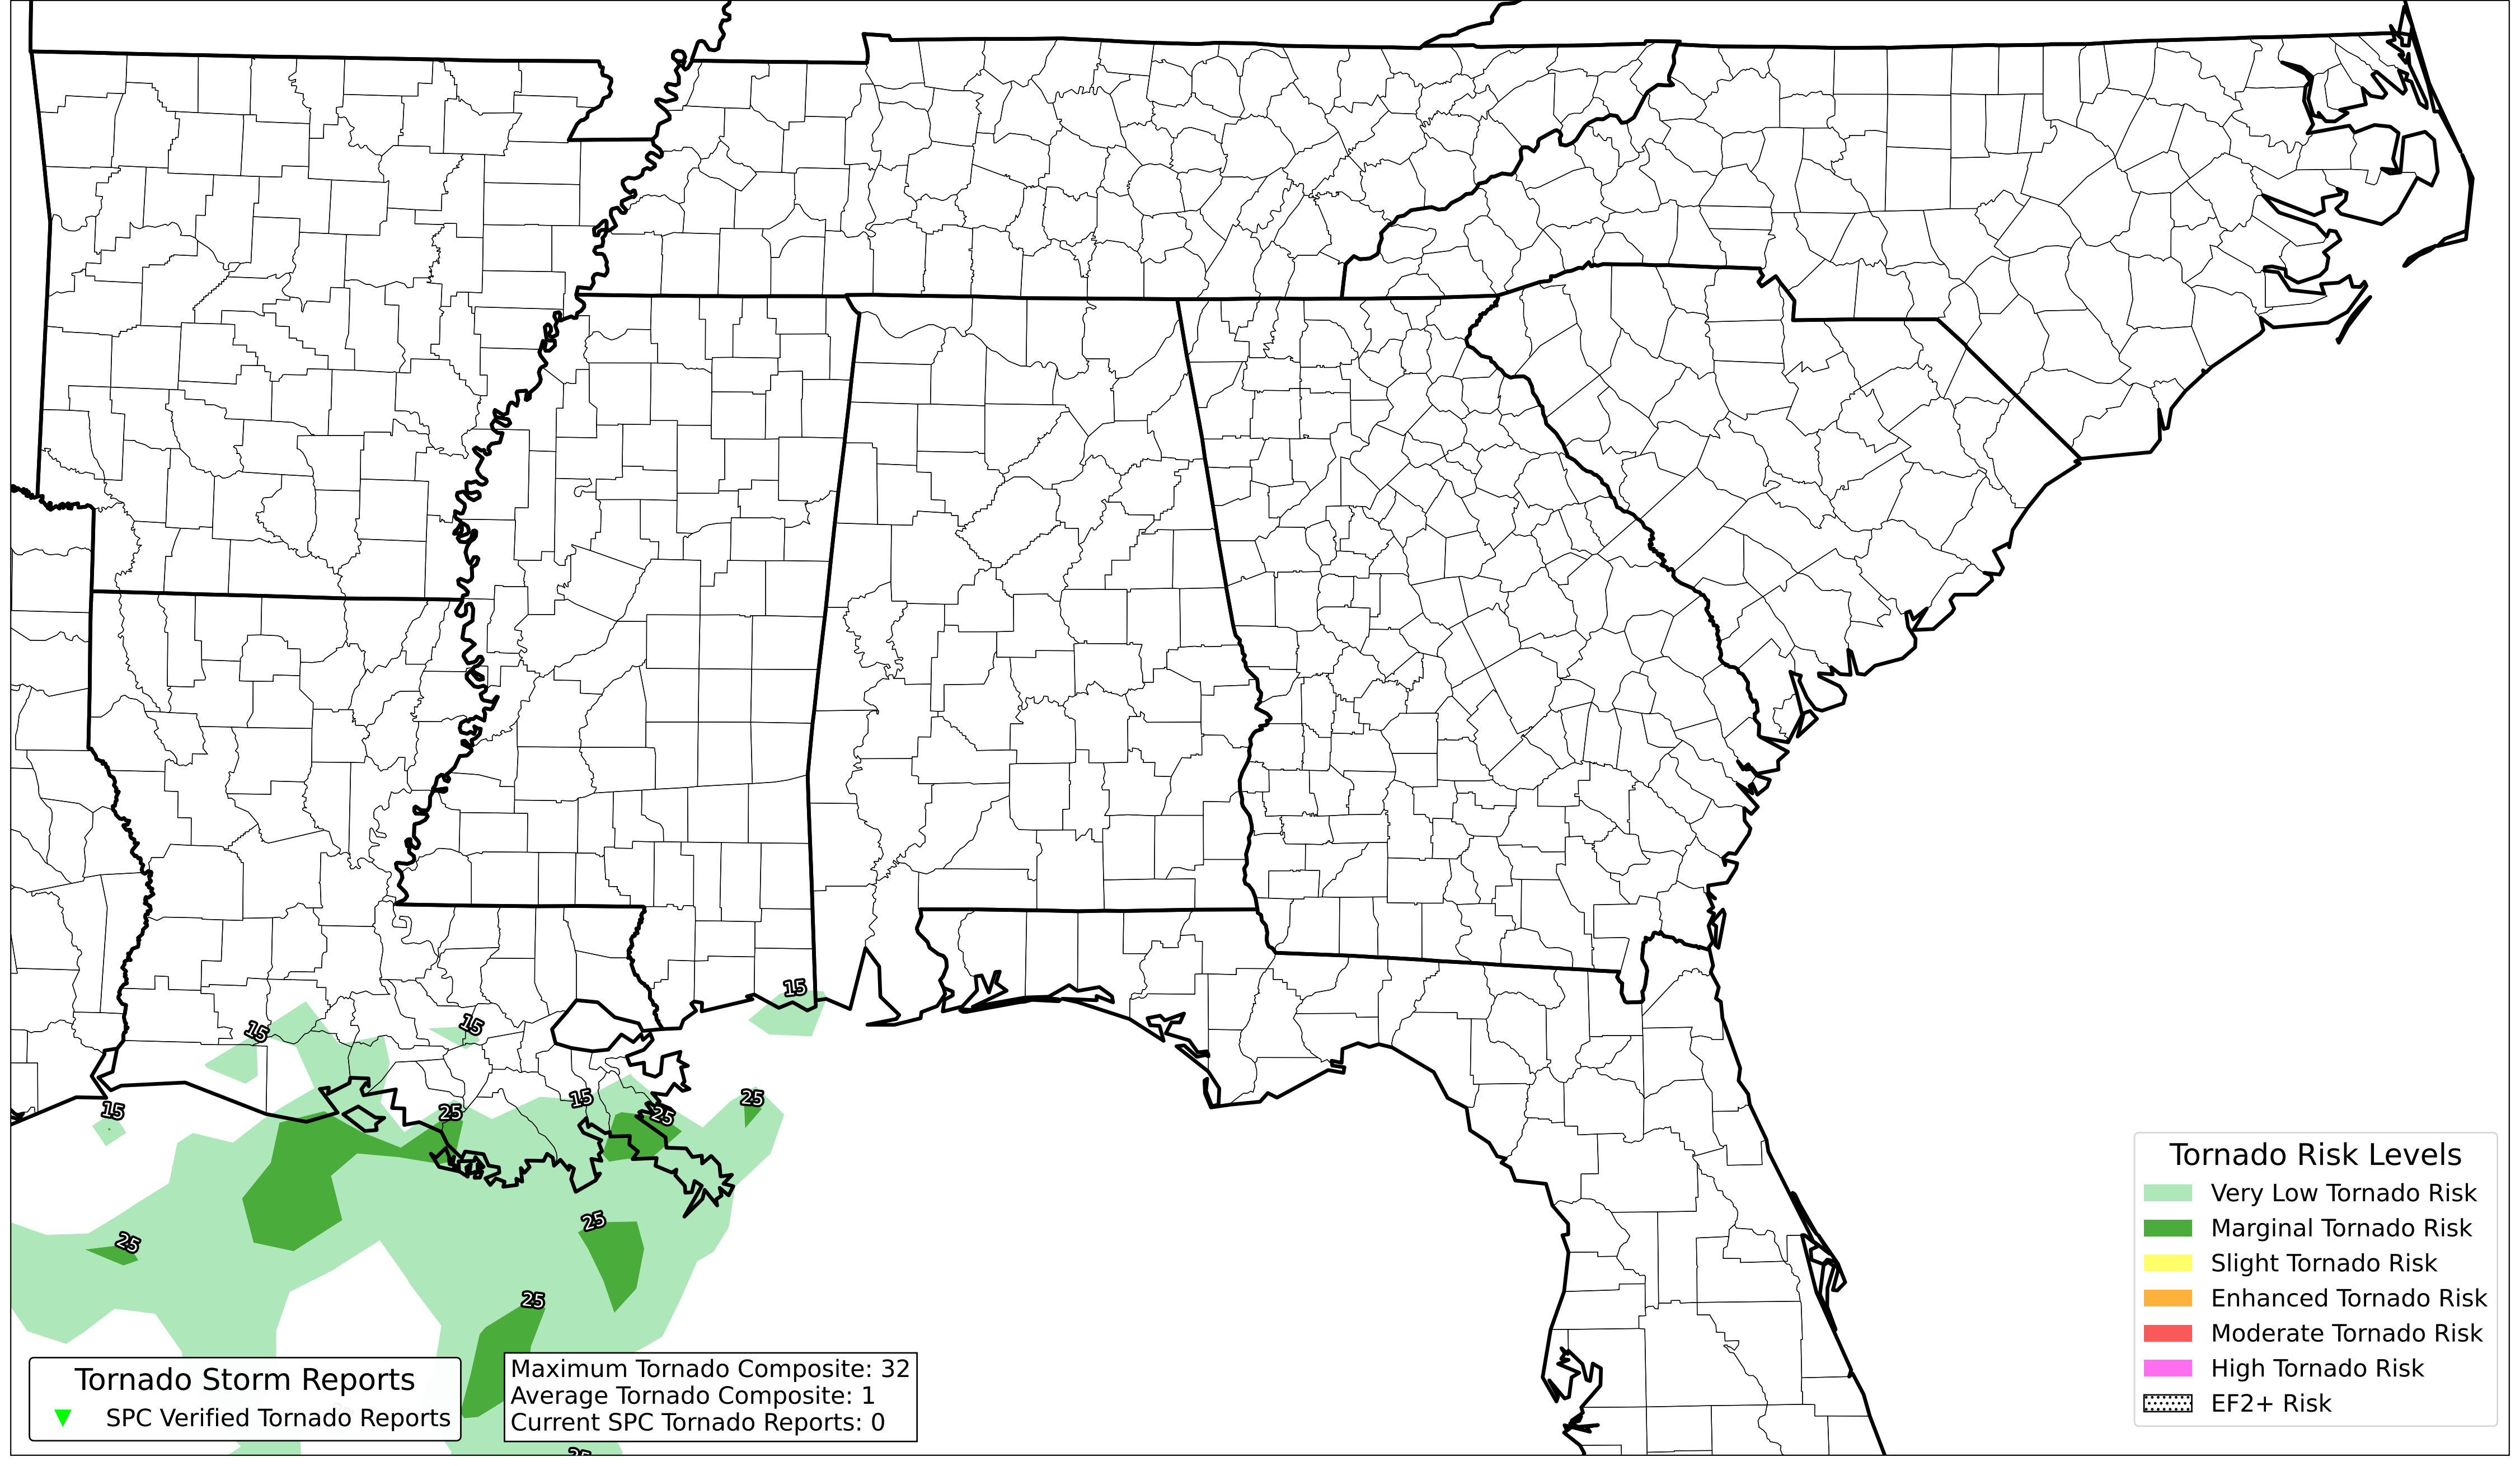 15
15
15
15
25
15
25
25
25
25
25
Tornado Risk Levels
Very Low Tornado Risk
Marginal Tornado Risk
Slight Tornado Risk
Enhanced Tornado Risk
Moderate Tornado Risk
High Tornado Risk
EF2+ Risk
Tornado Storm Reports
SPC Verified Tornado Reports
Maximum Tornado Composite: 32
Average Tornado Composite: 1
Current SPC Tornado Reports: 0